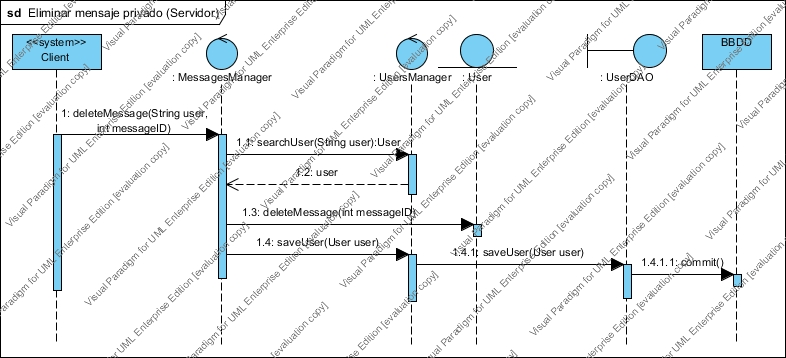 sd Eliminar mensaje privado (Servidor)
<<system>>
Client
: MessagesManager
: UsersManager
: User
: UserDAO
BBDD
1: deleteMessage(String user,
int messageID)
1.1: searchUser(String user):User
1.2: user
1.3: deleteMessage(int messageID)
1.4: saveUser(User user)
1.4.1: saveUser(User user)
1.4.1.1: commit()
Visual Paradigm for UML Enterprise Edition [evaluation copy]